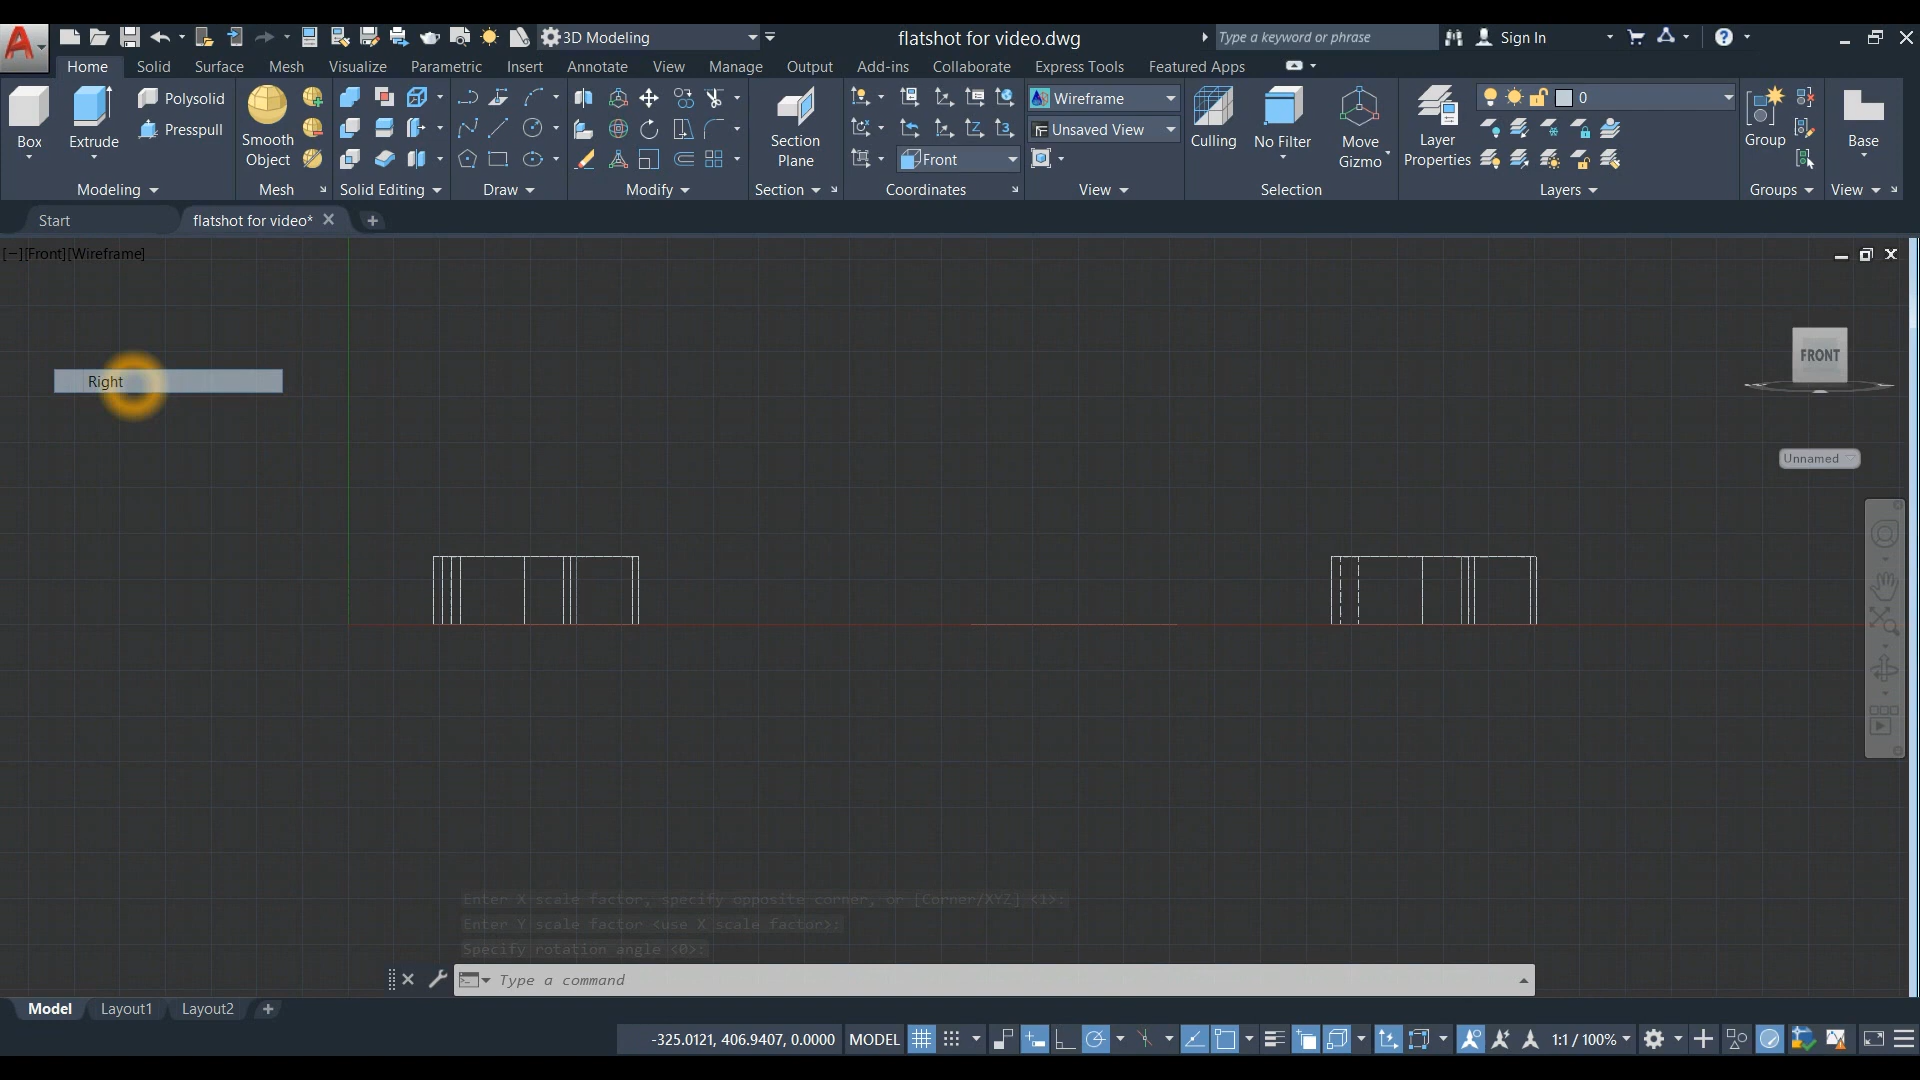 3D Modeling
flatshot for video.dwg
Type a keyword or phrase
Sign In
Home Solid Surface Mesh Visualize Parametric Insert Annotate View Manage Output Add-ins Collaborate Express Tools Featured Apps
Polysolid
Presspull
Box
Extrude
Smooth
Object
Section
Plane
Wireframe
Unsaved View
Front
Culling
No Filter
Move
Gizmo
Layer
Properties
0
Group
Base
Modeling
Mesh
Solid Editing
Draw
Modify
Section
Coordinates
View
Selection
Layers
Groups
View
Start
flatshot for video*
[−][Front][Wireframe]
FRONT
Right
Unnamed
Enter X scale factor, specify opposite corner, or [Corner/XYZ] <1>:
Enter Y scale factor <use X scale factor>:
Specify rotation angle <0>:
Type a command
Model
Layout1
Layout2
-325.0121, 406.9407, 0.0000
MODEL
1:1 / 100%